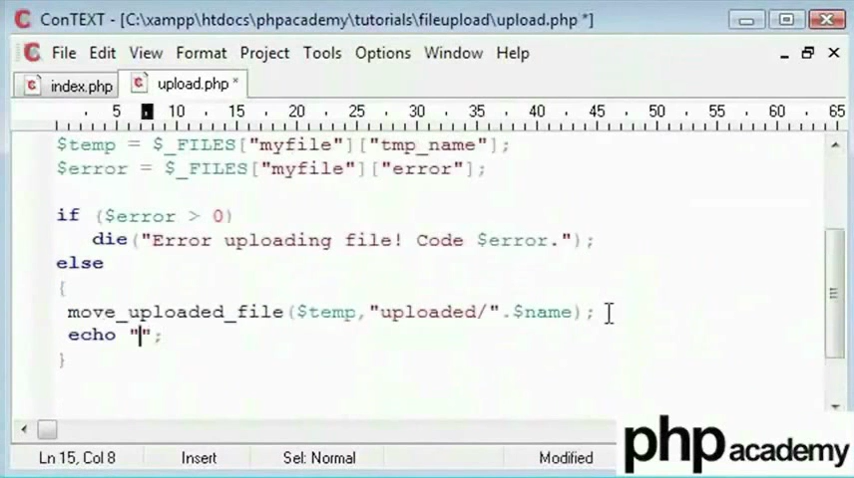 ConTEXT - [C:\xampp\htdocs\phpacademy\tutorials\fileupload\upload.php *]
File Edit View Format Project Tools Options Window Help
index.php upload.php *
5 10 15 20 25 30 35 40 45 50 55 60 65
$temp = $_FILES["myfile"]["tmp_name"];
$error = $_FILES["myfile"]["error"];
if ($error > 0)
die("Error uploading file! Code $error.");
else
{
move_uploaded_file($temp,"uploaded/".$name);
echo "";
}
Ln 15, Col 8 Insert Sel: Normal Modified
php academy